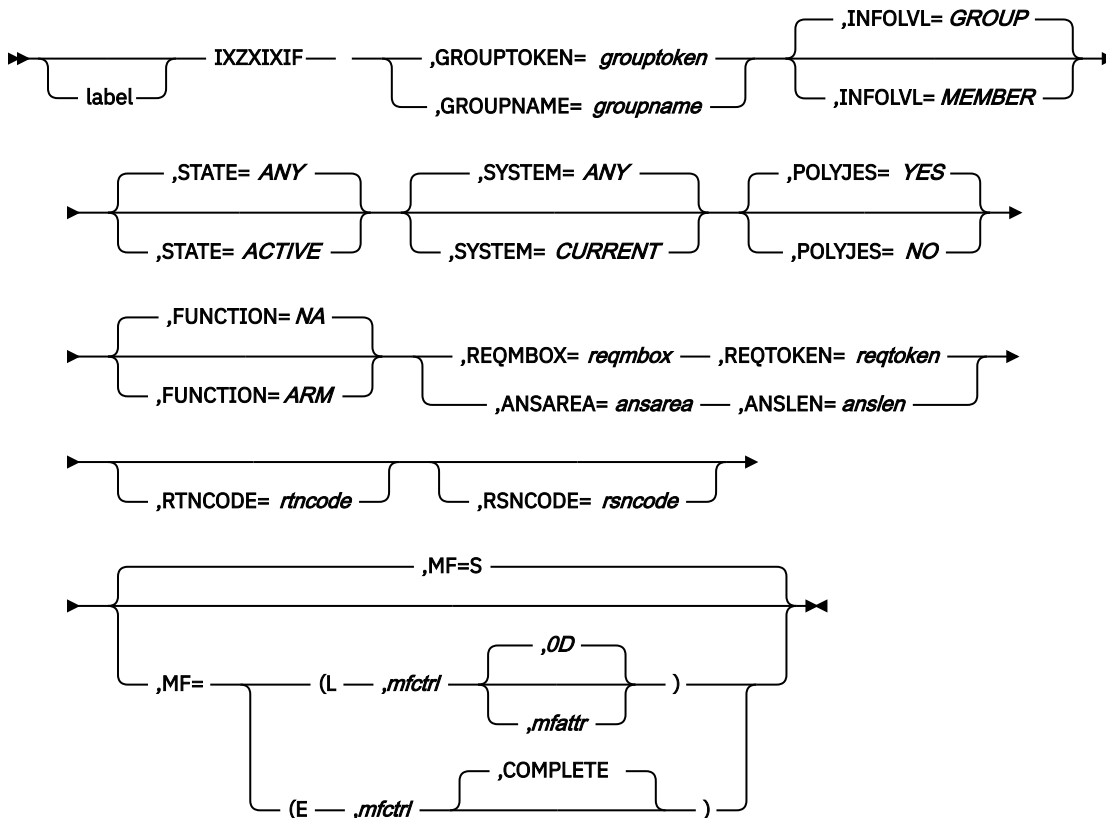 ,INFOLVL= GROUP
IXZXIXIF ,GROUPTOKEN= grouptoken
label ,GROUPNAME= groupname ,INFOLVL= MEMBER
,STATE= ANY ,SYSTEM= ANY ,POLYJES= YES
,STATE= ACTIVE ,SYSTEM= CURRENT ,POLYJES= NO
,FUNCTION= NA
,REQMBOX= reqmbox ,REQTOKEN= reqtoken
,FUNCTION= ARM ,ANSAREA= ansarea ,ANSLEN= anslen
,RTNCODE= rtncode ,RSNCODE= rsncode
,MF=S
,0D
,MF= (L ,mfctrl )
,mfattr
,COMPLETE
(E ,mfctrl )